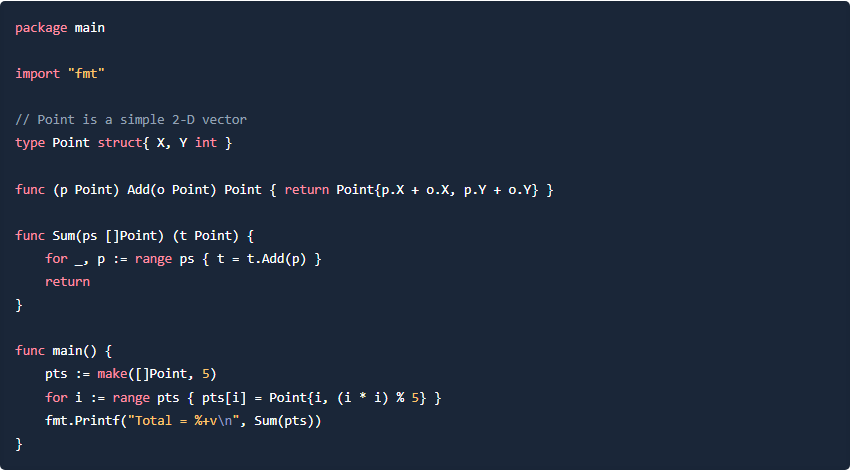 package main

import "fmt"

// Point is a simple 2-D vector
type Point struct{ X, Y int }

func (p Point) Add(o Point) Point { return Point{p.X + o.X, p.Y + o.Y} }

func Sum(ps []Point) (t Point) {
    for _, p := range ps { t = t.Add(p) }
    return
}

func main() {
    pts := make([]Point, 5)
    for i := range pts { pts[i] = Point{i, (i * i) % 5} }
    fmt.Printf("Total = %+v\n", Sum(pts))
}